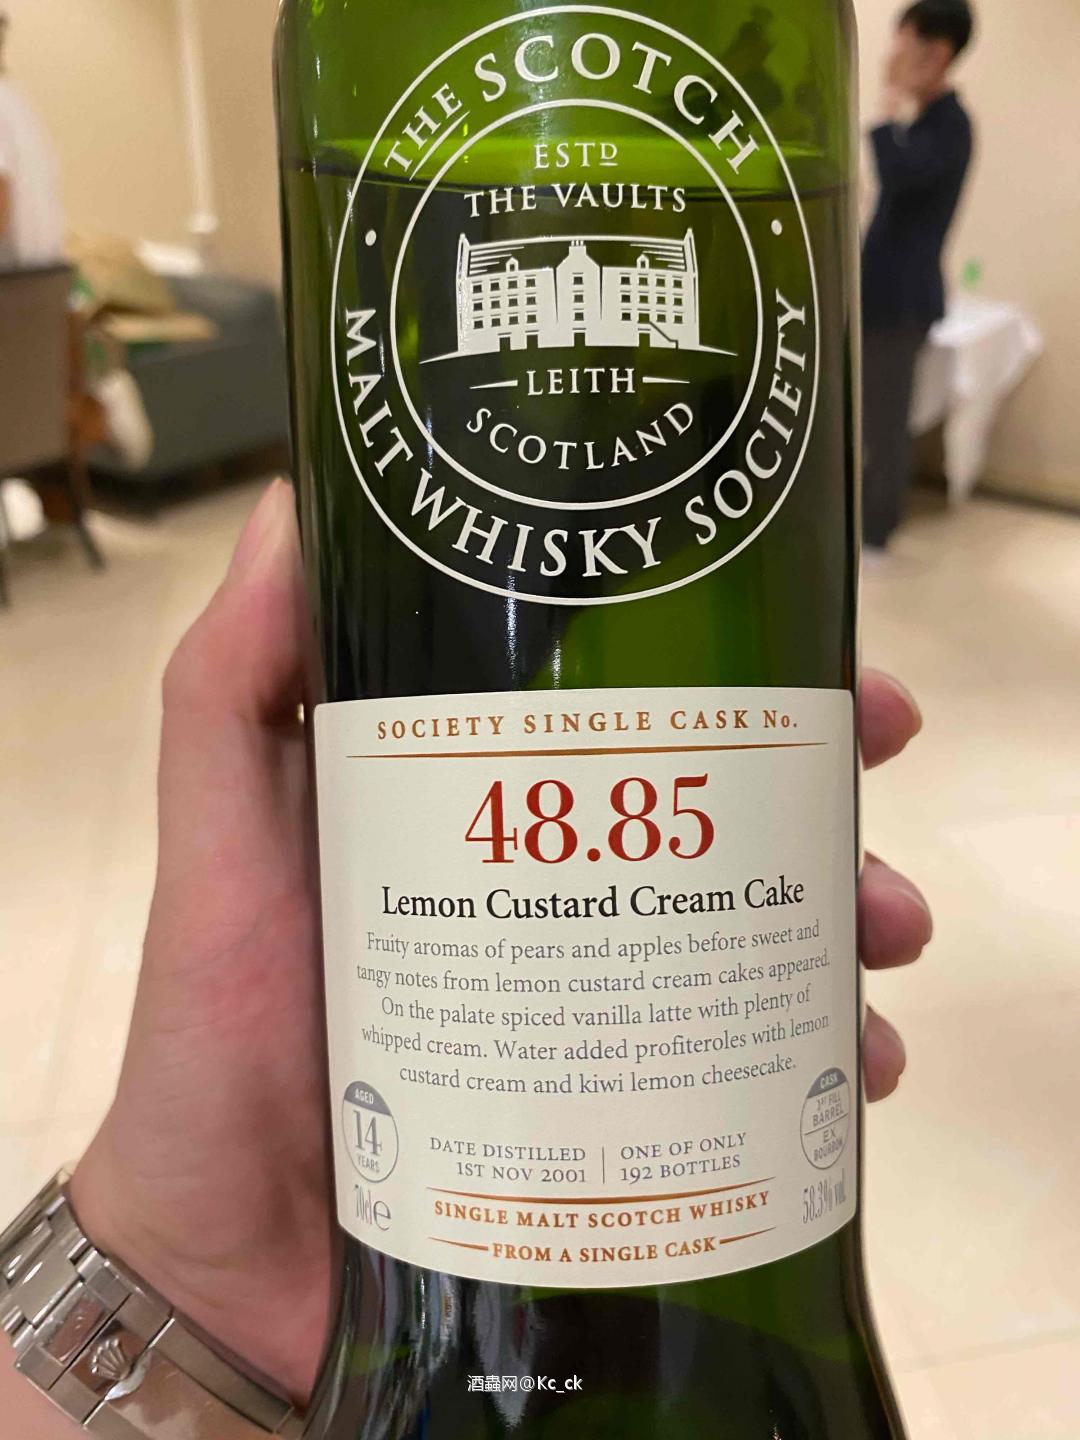 THE SCOTCH
MALT WHISKY SOCIETY
ESTD
THE VAULTS
LEITH
SCOTLAND
SOCIETY SINGLE CASK No.
48.85
Lemon Custard Cream Cake
Fruity aromas of pears and apples before sweet and
tangy notes from lemon custard cream cakes appeared.
On the palate spiced vanilla latte with plenty of
whipped cream. Water added profiteroles with lemon
custard cream and kiwi lemon cheesecake.
AGED
14
YEARS
DATE DISTILLED
1ST NOV 2001
ONE OF ONLY
192 BOTTLES
CASK
1ST FILL
BARREL
EX
BOURBON
70cl e
58.3% vol
SINGLE MALT SCOTCH WHISKY
FROM A SINGLE CASK
酒蟲网@Kc_ck